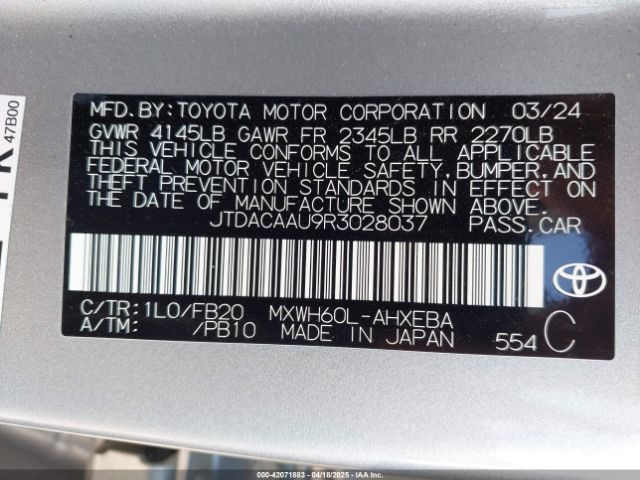 47B00
MFD.BY:TOYOTA MOTOR CORPORATION 03/24
GVWR 4145LB GAWR FR 2345LB RR 2270LB
THIS VEHICLE CONFORMS TO ALL APPLICABLE
FEDERAL MOTOR VEHICLE SAFETY,BUMPER,AND
THEFT PREVENTION STANDARDS IN EFFECT ON
THE DATE OF MANUFACTURE SHOWN ABOVE.
JTDACAAU9R3028037 PASS.CAR
C/TR:1L0/FB20 MXWH60L-AHXEBA
A/TM: /PB10 MADE IN JAPAN 554 C
000-42071883 04/18/2025 IAA Inc.